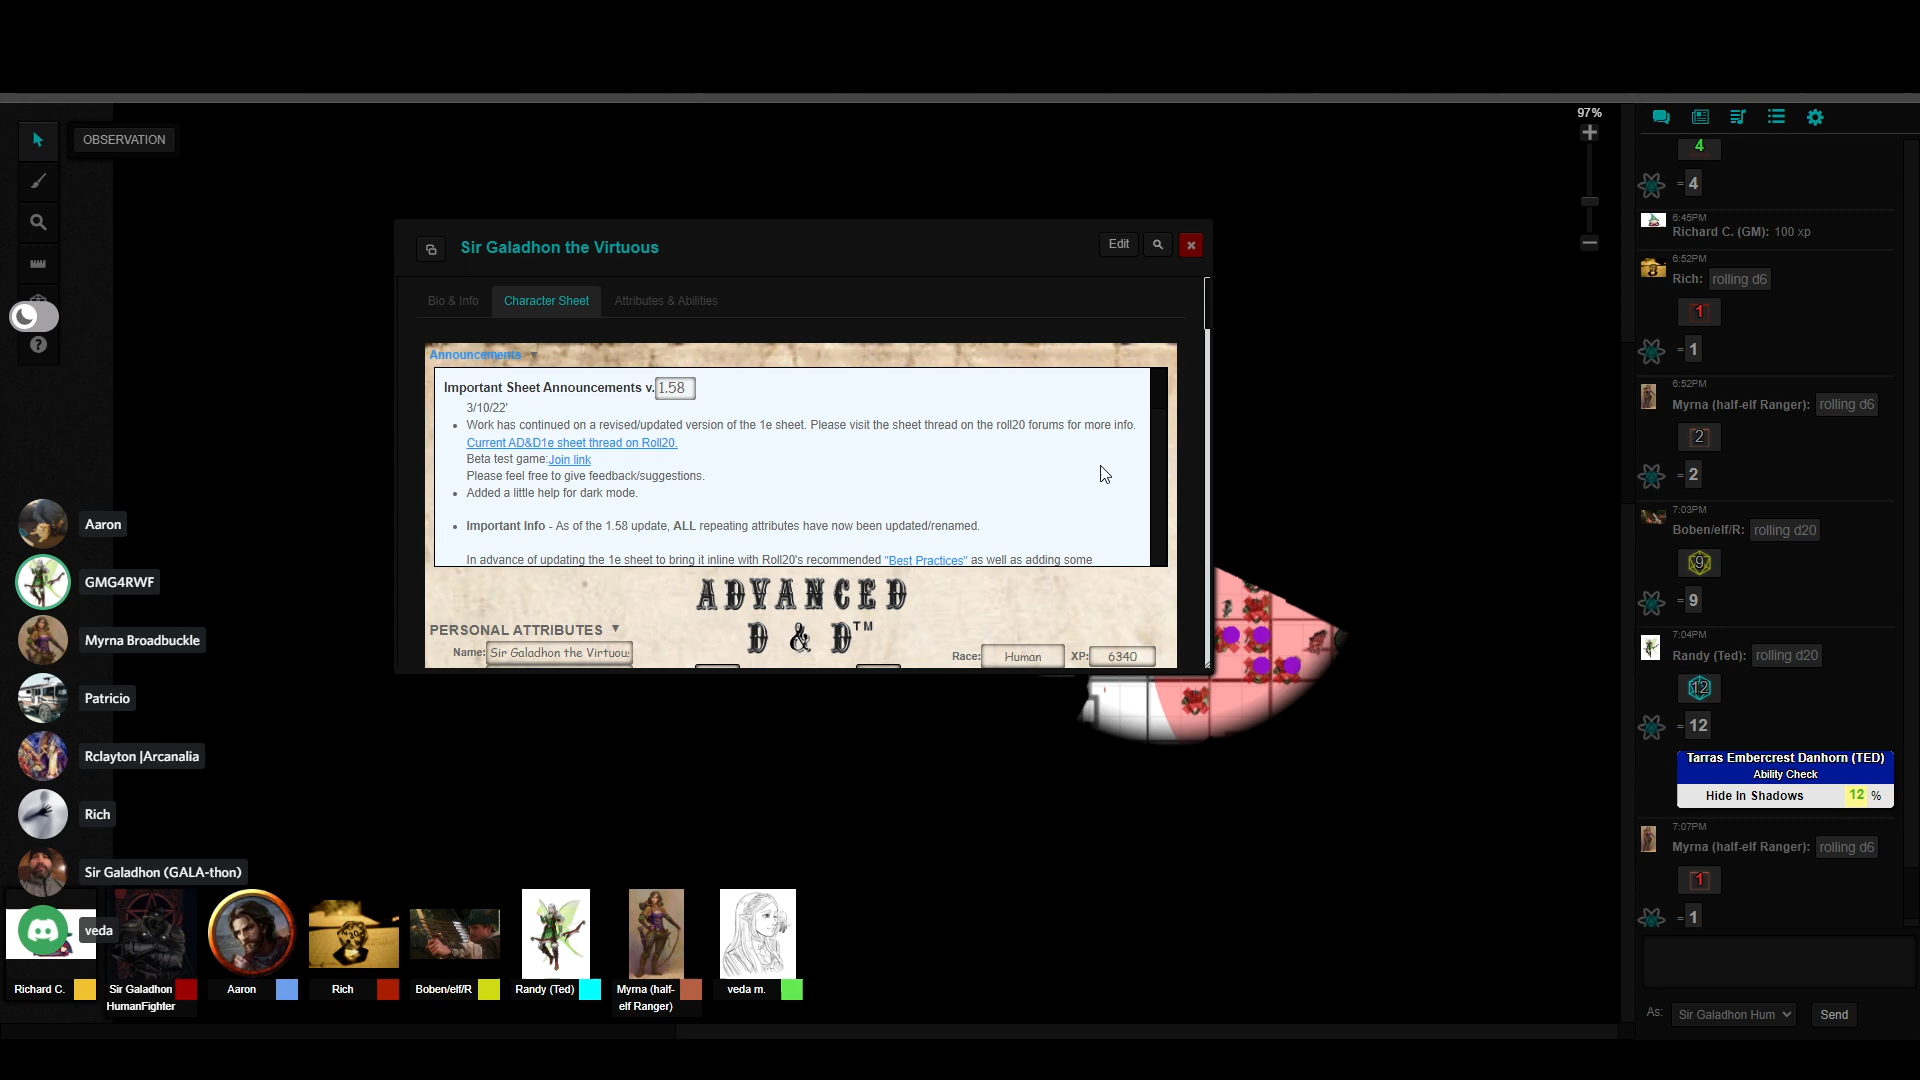 97%
OBSERVATION
Sir Galadhon the Virtuous
Edit
Bio & Info
Character Sheet
Attributes & Abilities
Announcements
Important Sheet Announcements v. 1.58
3/10/22'
Work has continued on a revised/updated version of the 1e sheet. Please visit the sheet thread on the roll20 forums for more info.
Current AD&D1e sheet thread on Roll20.
Beta test game:Join link
Please feel free to give feedback/suggestions.
Added a little help for dark mode.
Important Info - As of the 1.58 update, ALL repeating attributes have now been updated/renamed.
In advance of updating the 1e sheet to bring it inline with Roll20's recommended "Best Practices" as well as adding some
ADVANCED
D & D™
PERSONAL ATTRIBUTES
Name: Sir Galadhon the Virtuou
Race: Human
XP: 6340
Aaron
GMG4RWF
Myrna Broadbuckle
Patricio
Rclayton |Arcanalia
Rich
Sir Galadhon (GALA-thon)
veda
Richard C.
Sir Galadhon
HumanFighter
Aaron
Rich
Boben/elf/R
Randy (Ted)
Myrna (half-
elf Ranger)
veda m.
4
=4
6:45PM
Richard C. (GM): 100 xp
6:52PM
Rich: rolling d6
1
=1
6:52PM
Myrna (half-elf Ranger): rolling d6
2
=2
7:03PM
Boben/elf/R: rolling d20
9
=9
7:04PM
Randy (Ted): rolling d20
12
=12
Tarras Embercrest Danhorn (TED)
Ability Check
Hide In Shadows 12 %
7:07PM
Myrna (half-elf Ranger): rolling d6
1
=1
As: Sir Galadhon Hum
Send